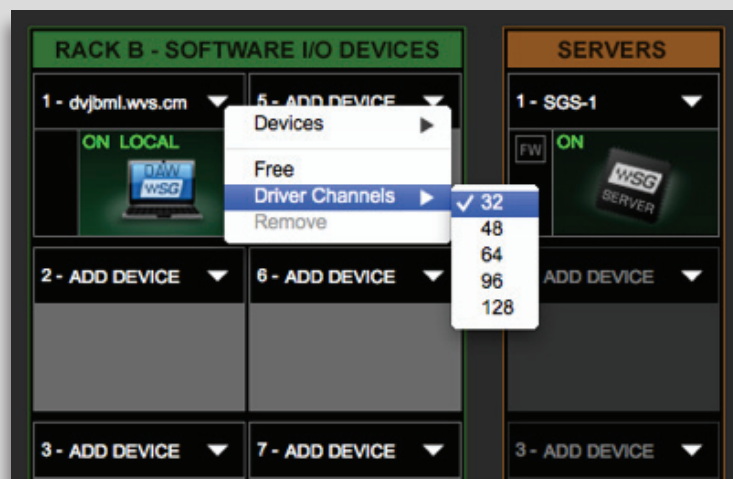 RACK B - SOFTWARE I/O DEVICES
SERVERS
1 - dvjbml.wvs.cm
5 - ADD DEVICE
1 - SGS-1
ON LOCAL
DAW
WSG
Devices
Free
Driver Channels
Remove
32
48
64
96
128
FW
ON
WSG
SERVER
2 - ADD DEVICE
6 - ADD DEVICE
ADD DEVICE
3 - ADD DEVICE
7 - ADD DEVICE
3 - ADD DEVICE